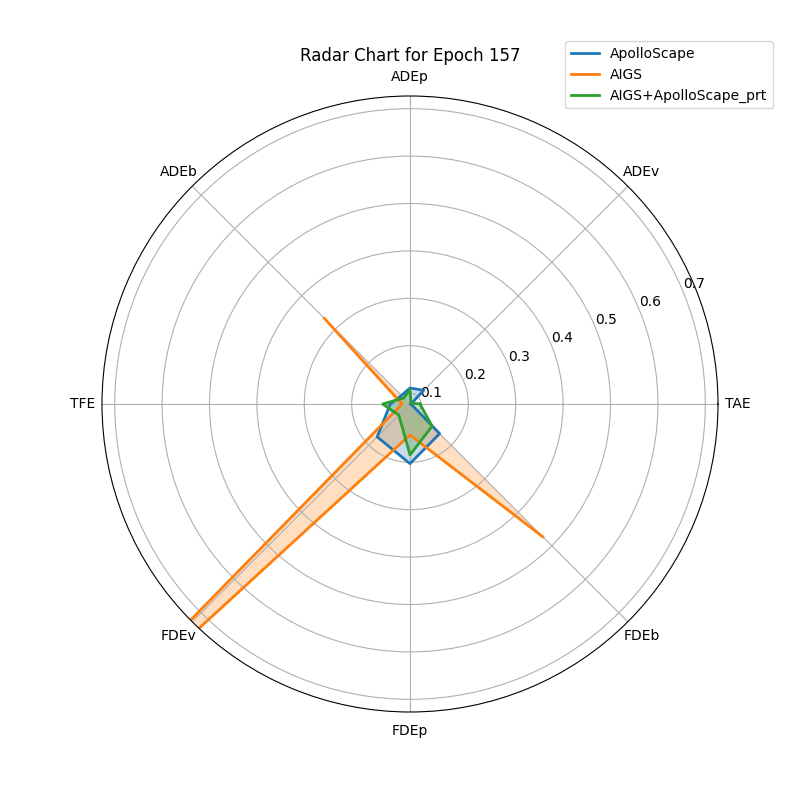 Radar Chart for Epoch 157
ApolloScape
AIGS
AIGS+ApolloScape_prt
ADEp
ADEb
ADEv
0.7
0.6
0.5
0.4
0.3
0.2
0.1
TFE
TAE
FDEv
FDEb
FDEp